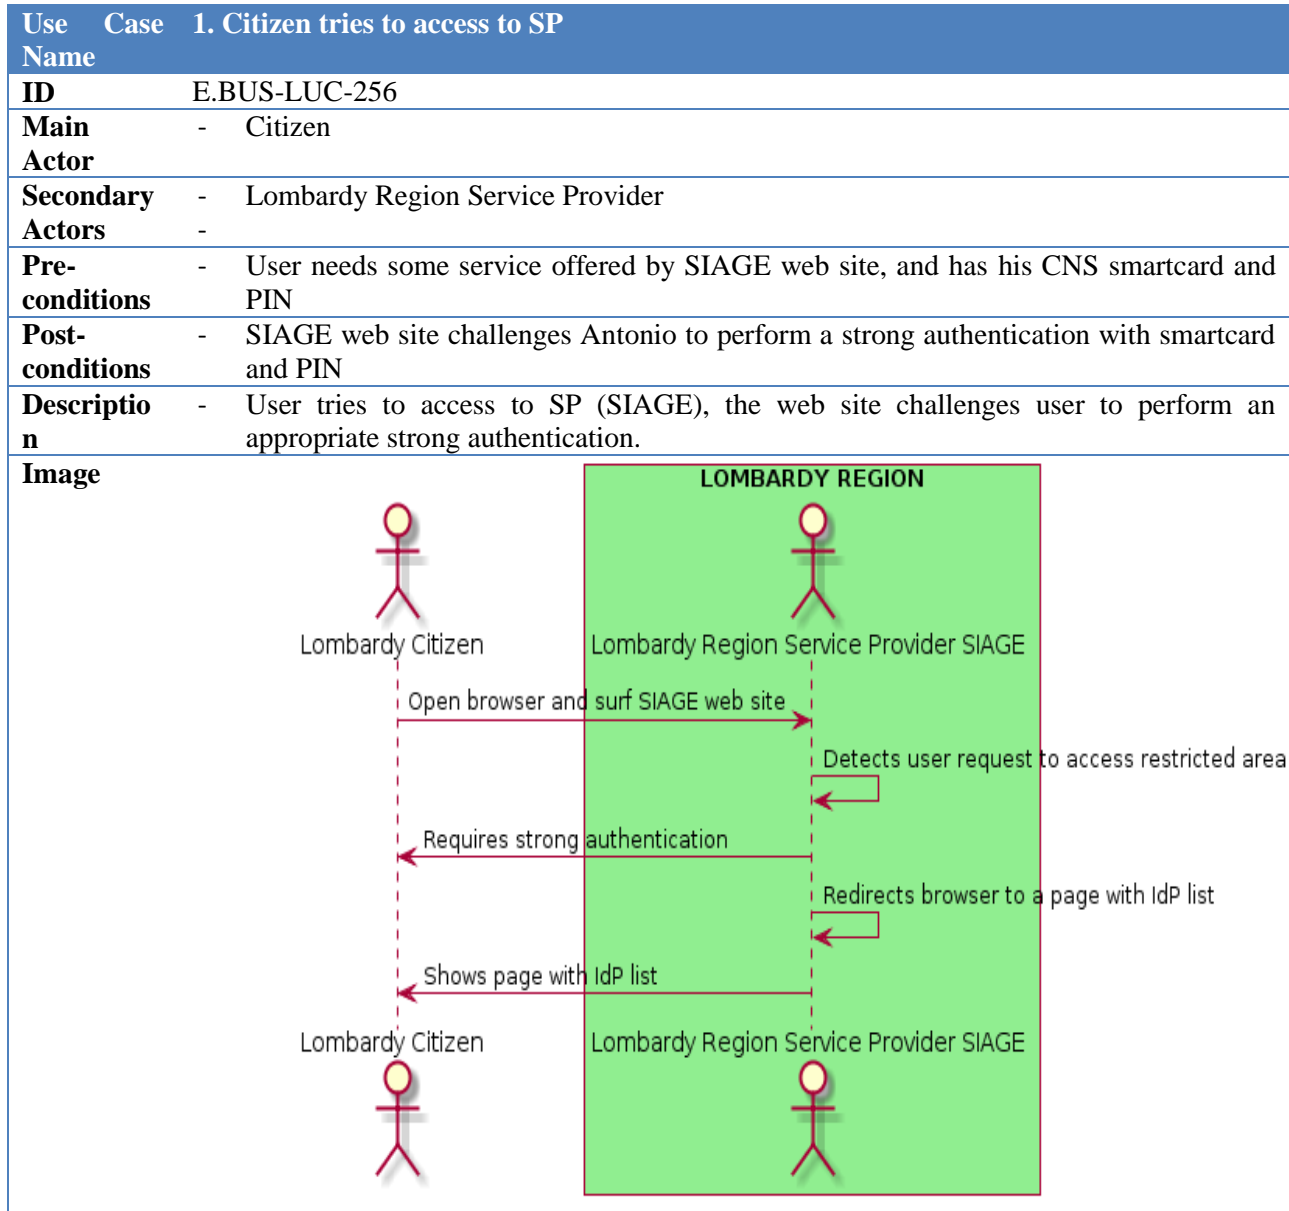 Use Case 1. Citizen tries to access to SP
Name
ID E.BUS-LUC-256
Main - Citizen
Actor
Secondary - Lombardy Region Service Provider
Actors -
Pre- - User needs some service offered by SIAGE web site, and has his CNS smartcard and
conditions PIN
Post- - SIAGE web site challenges Antonio to perform a strong authentication with smartcard
conditions and PIN
Descriptio - User tries to access to SP (SIAGE), the web site challenges user to perform an
n appropriate strong authentication.
Image
LOMBARDY REGION
Lombardy Citizen Lombardy Region Service Provider SIAGE
Open browser and surf SIAGE web site
Detects user request to access restricted area
Requires strong authentication
Redirects browser to a page with IdP list
Shows page with IdP list
Lombardy Citizen Lombardy Region Service Provider SIAGE